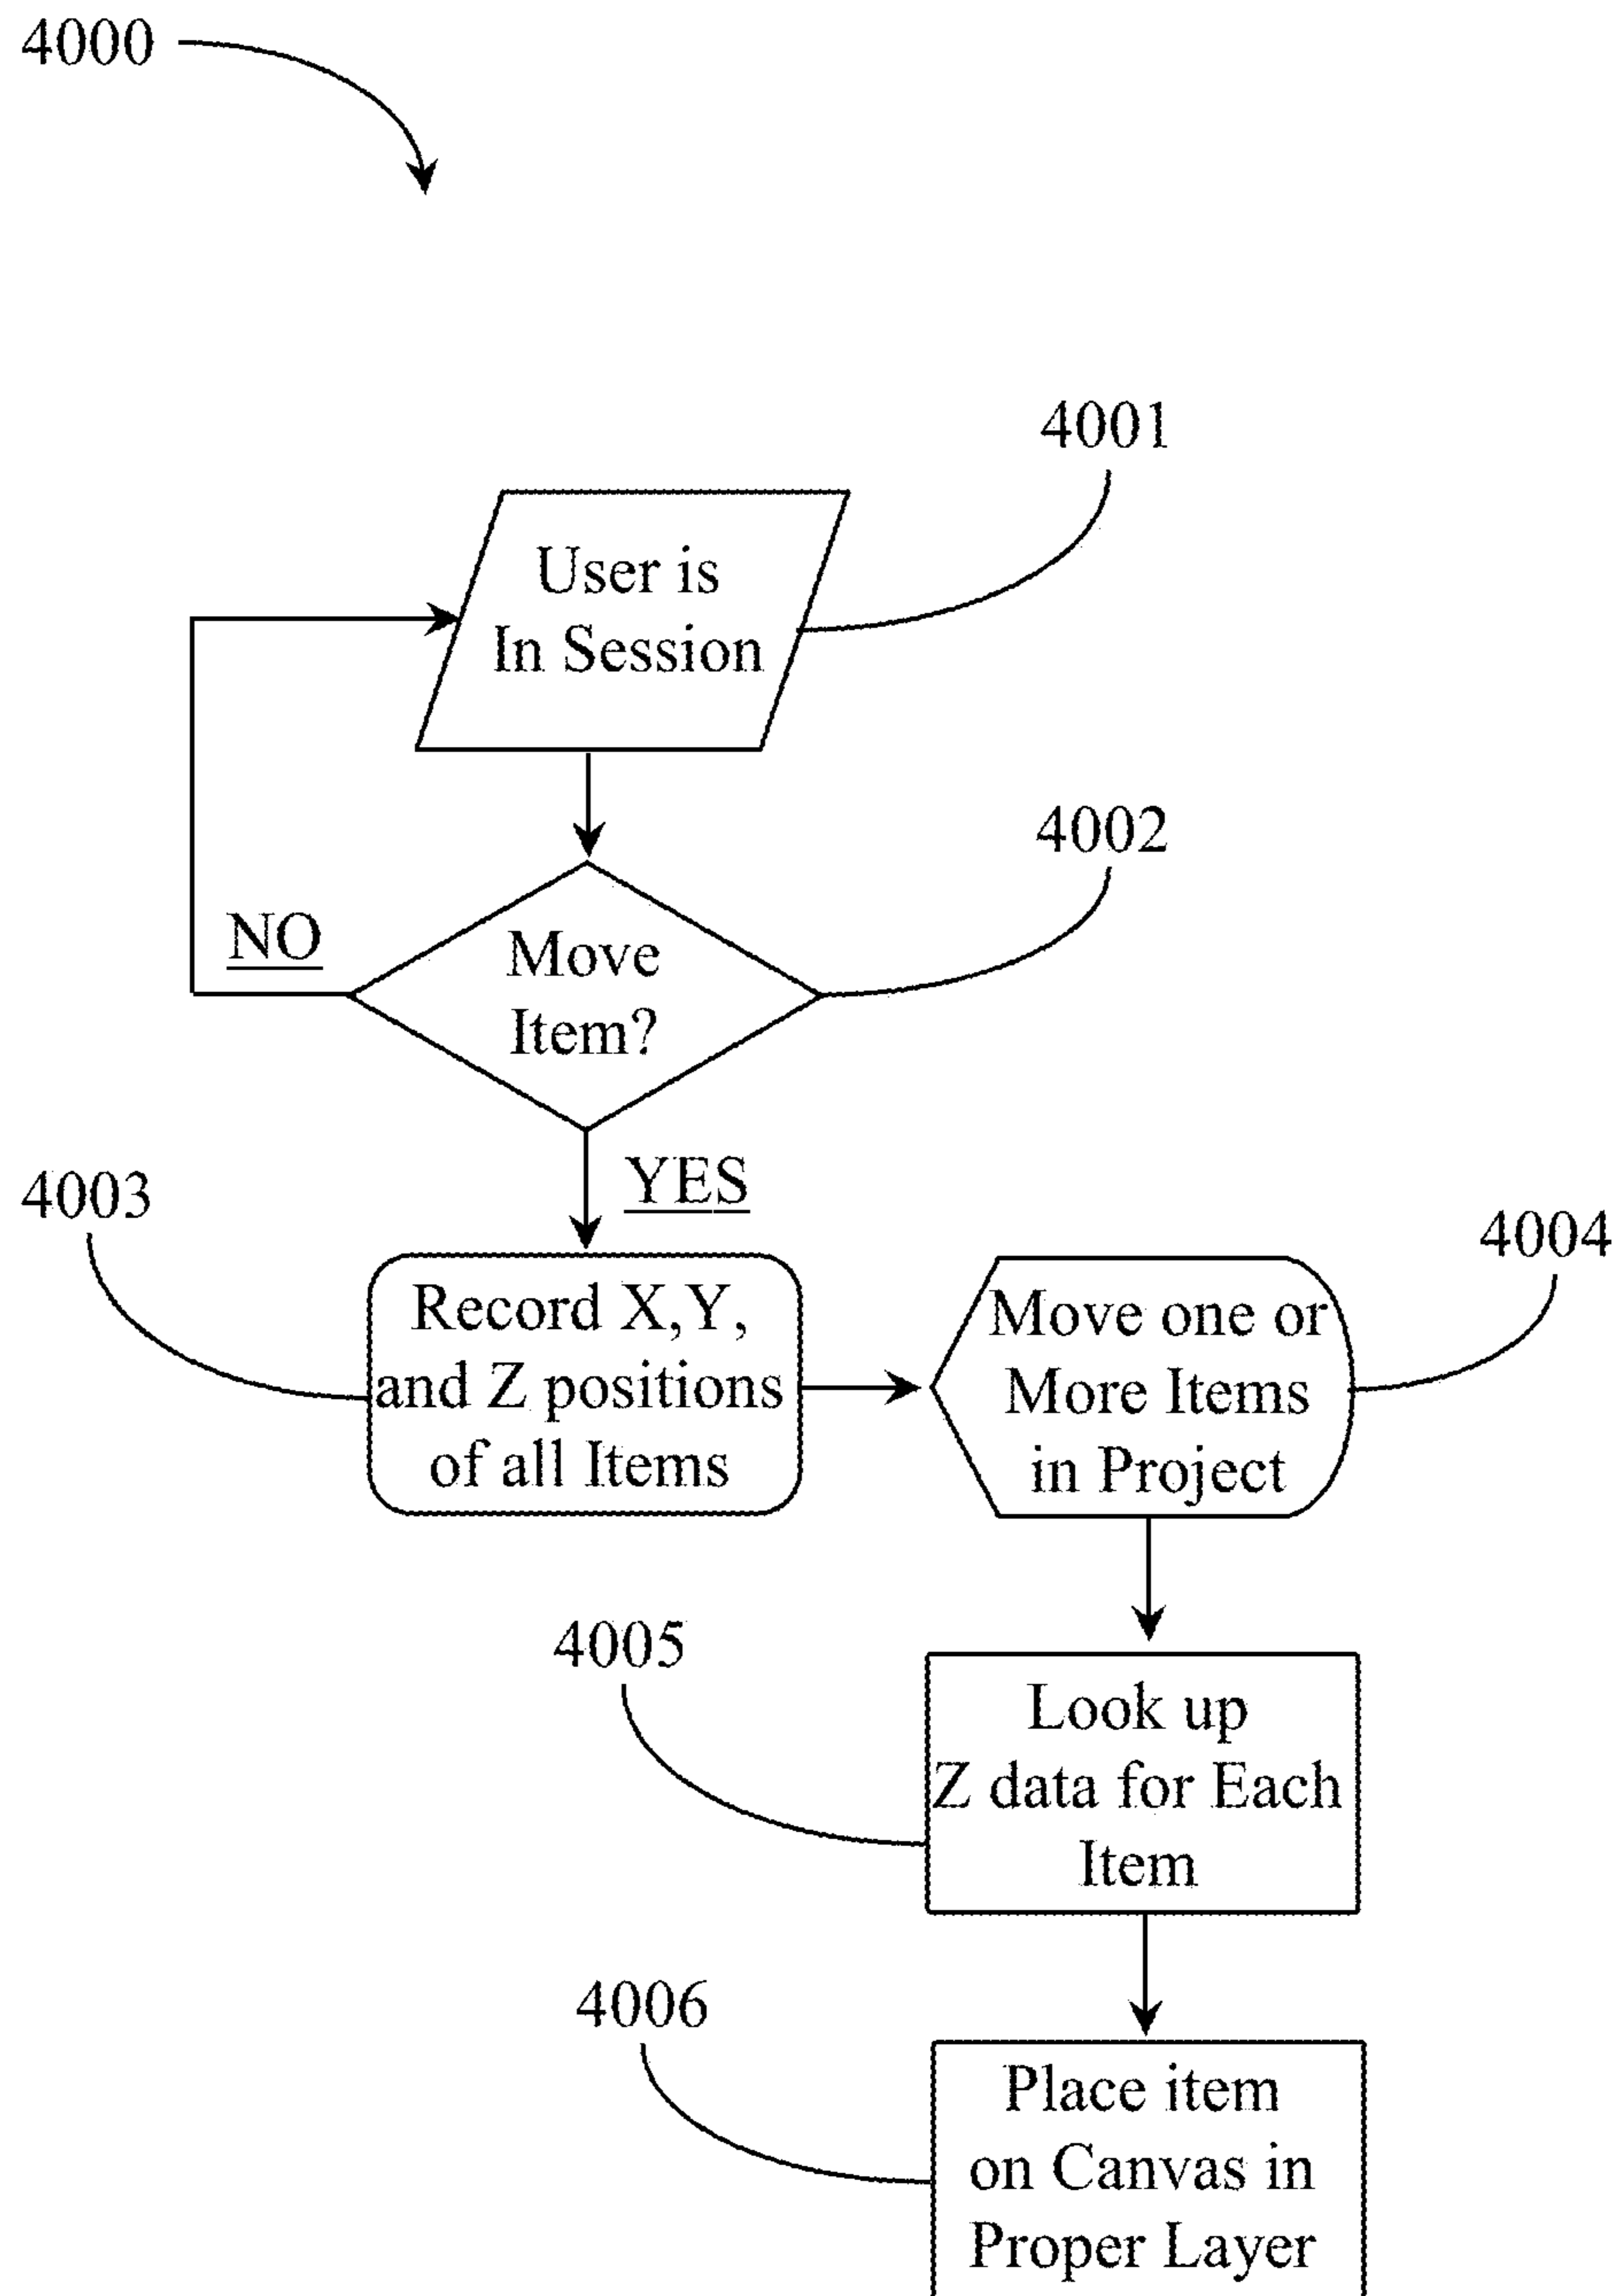 4000
4001
User is
In Session
4002
NO
Move
Item?
YES
4003
Record X,Y,
and Z positions
of all Items
4004
Move one or
More Items
in Project
4005
Look up
Z data for Each
Item
4006
Place item
on Canvas in
Proper Layer